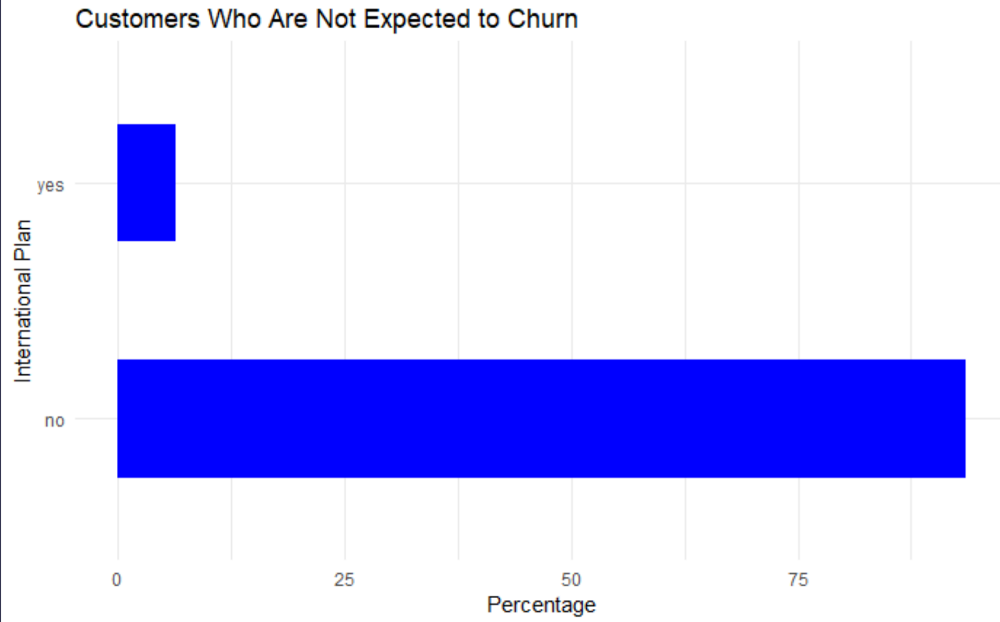 Customers Who Are Not Expected to Churn
International Plan
yes
no
0 25 50 75
Percentage